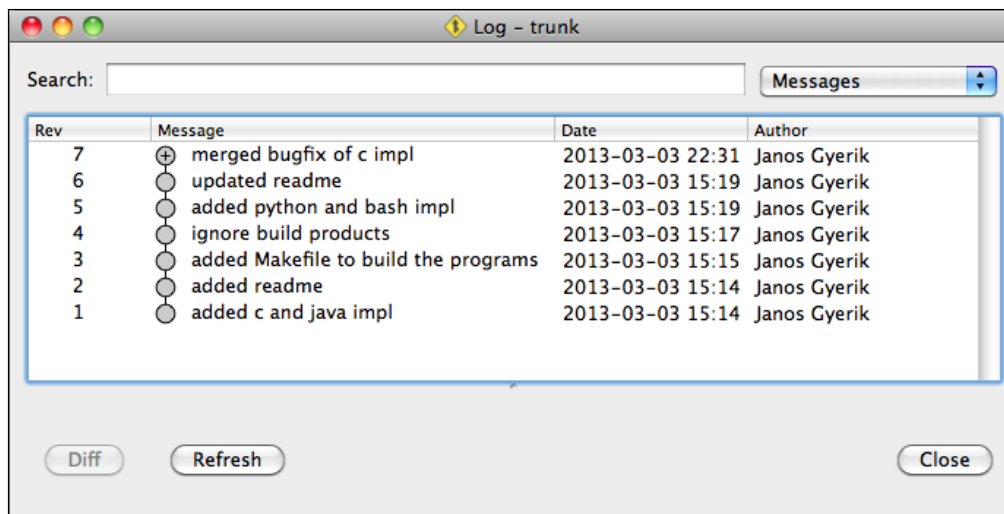 Log – trunk
Search: Messages
Rev Message Date Author
7 merged bugfix of c impl 2013-03-03 22:31 Janos Gyerik
6 updated readme 2013-03-03 15:19 Janos Gyerik
5 added python and bash impl 2013-03-03 15:19 Janos Gyerik
4 ignore build products 2013-03-03 15:17 Janos Gyerik
3 added Makefile to build the programs 2013-03-03 15:15 Janos Gyerik
2 added readme 2013-03-03 15:14 Janos Gyerik
1 added c and java impl 2013-03-03 15:14 Janos Gyerik
Diff Refresh Close